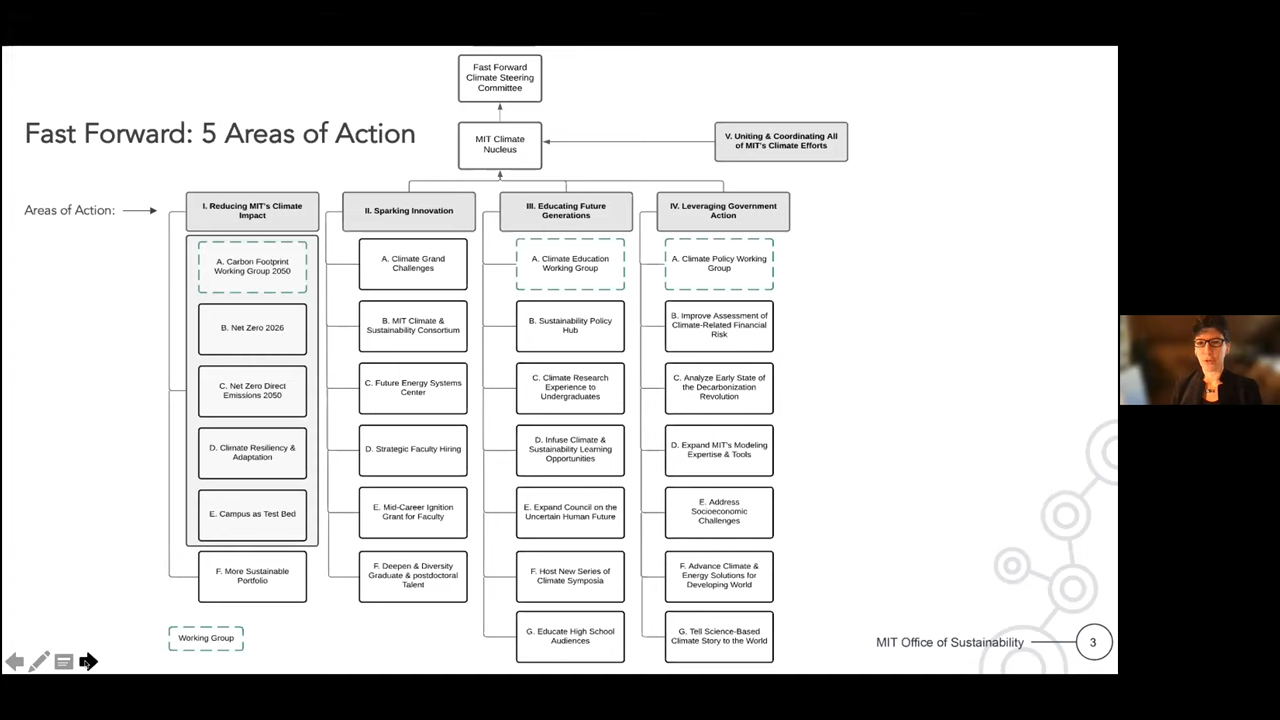 Fast Forward
Climate Steering
Committee
Fast Forward: 5 Areas of Action
MIT Climate
Nucleus
V. Uniting & Coordinating All
of MIT's Climate Efforts
Areas of Action:
I. Reducing MIT's Climate
Impact
II. Sparking Innovation
III. Educating Future
Generations
IV. Leveraging Government
Action
A. Carbon Footprint
Working Group 2050
B. Net Zero 2026
C. Net Zero Direct
Emissions 2050
D. Climate Resiliency &
Adaptation
E. Campus as Test Bed
F. More Sustainable
Portfolio
A. Climate Grand
Challenges
B. MIT Climate &
Sustainability Consortium
C. Future Energy Systems
Center
D. Strategic Faculty Hiring
E. Mid-Career Ignition
Grant for Faculty
F. Deepen & Diversity
Graduate & postdoctoral
Talent
A. Climate Education
Working Group
B. Sustainability Policy
Hub
C. Climate Research
Experience to
Undergraduates
D. Infuse Climate &
Sustainability Learning
Opportunities
E. Expand Council on the
Uncertain Human Future
F. Host New Series of
Climate Symposia
G. Educate High School
Audiences
A. Climate Policy Working
Group
B. Improve Assessment of
Climate-Related Financial
Risk
C. Analyze Early State of
the Decarbonization
Revolution
D. Expand MIT's Modeling
Expertise & Tools
E. Address
Socioeconomic
Challenges
F. Advance Climate &
Energy Solutions for
Developing World
G. Tell Science-Based
Climate Story to the World
Working Group
MIT Office of Sustainability
3